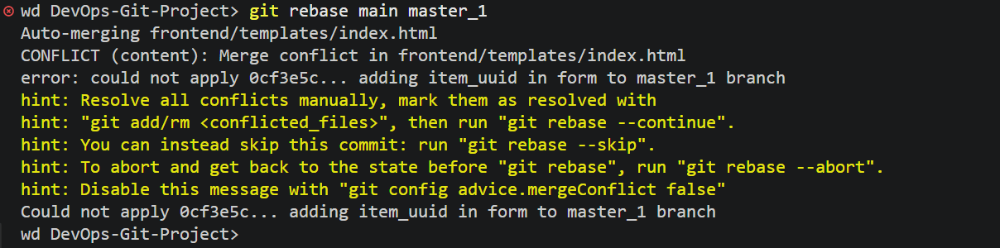 wd DevOps-Git-Project> git rebase main master_1
Auto-merging frontend/templates/index.html
CONFLICT (content): Merge conflict in frontend/templates/index.html
error: could not apply 0cf3e5c... adding item_uuid in form to master_1 branch
hint: Resolve all conflicts manually, mark them as resolved with
hint: "git add/rm <conflicted_files>", then run "git rebase --continue".
hint: You can instead skip this commit: run "git rebase --skip".
hint: To abort and get back to the state before "git rebase", run "git rebase --abort".
hint: Disable this message with "git config advice.mergeConflict false"
Could not apply 0cf3e5c... adding item_uuid in form to master_1 branch
wd DevOps-Git-Project>